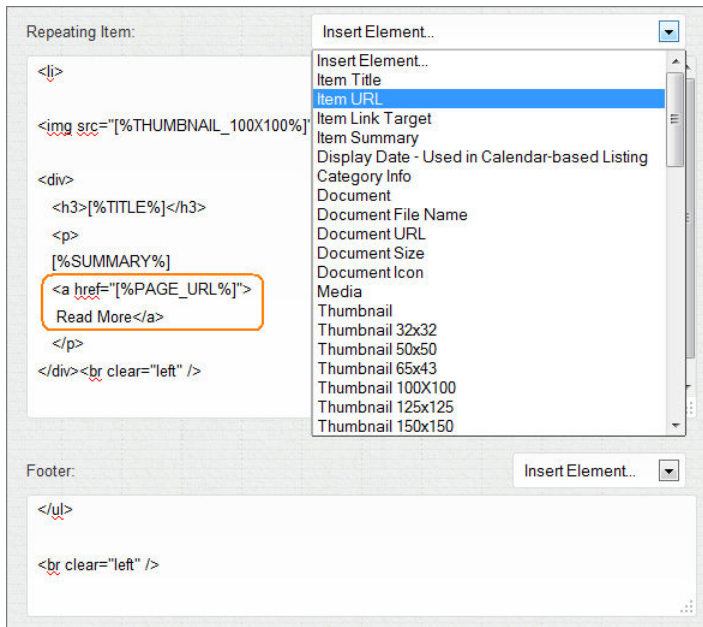 Repeating Item:
Insert Element...
<li>
<img src="[%THUMBNAIL_100X100%]"
<div>
<h3>[%TITLE%]</h3>
<p>
[%SUMMARY%]
<a href="[%PAGE_URL%]">
Read More</a>
</p>
</div><br clear="left" />
Insert Element...
Item Title
Item URL
Item Link Target
Item Summary
Display Date - Used in Calendar-based Listing
Category Info
Document
Document File Name
Document URL
Document Size
Document Icon
Media
Thumbnail
Thumbnail 32x32
Thumbnail 50x50
Thumbnail 65x43
Thumbnail 100X100
Thumbnail 125x125
Thumbnail 150x150
Footer:
Insert Element...
</ul>
<br clear="left" />